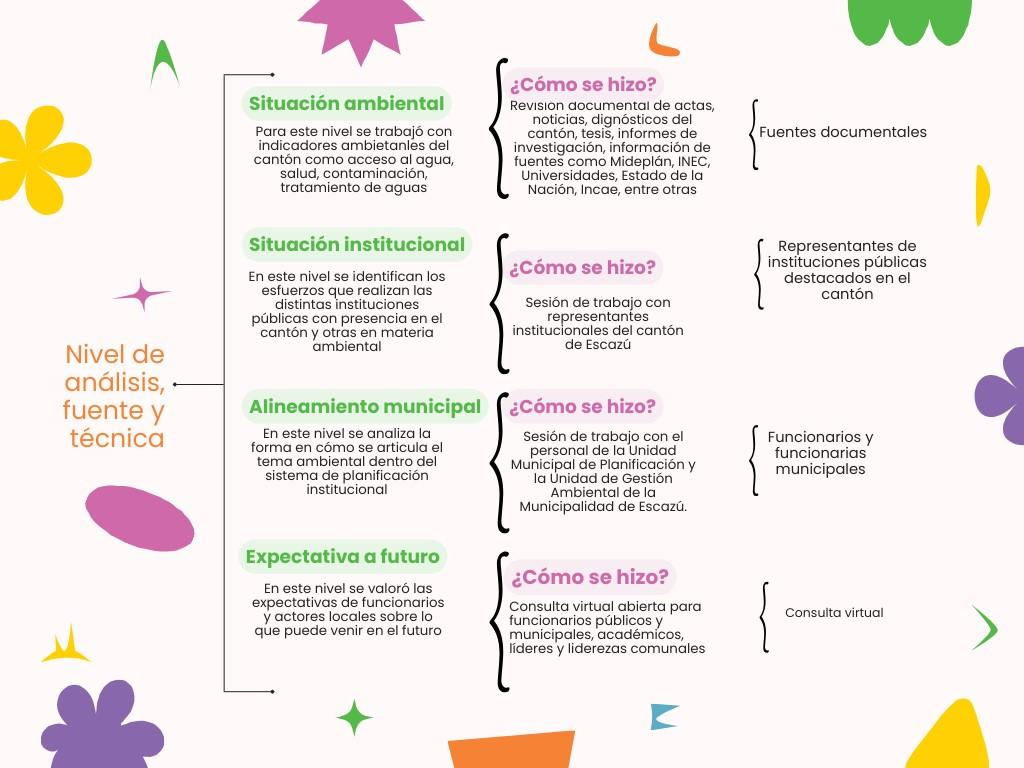 Nivel de
análisis,
fuente y
técnica
Situación ambiental
Para este nivel se trabajó con
indicadores ambietanles del
cantón como acceso al agua,
salud, contaminación,
tratamiento de aguas
¿Cómo se hizo?
Revisión documental de actas,
noticias, dignósticos del
cantón, tesis, informes de
investigación, información de
fuentes como Mideplán, INEC,
Universidades, Estado de la
Nación, Incae, entre otras
Fuentes documentales
Situación institucional
En este nivel se identifican los
esfuerzos que realizan las
distintas instituciones
públicas con presencia en el
cantón y otras en materia
ambiental
¿Cómo se hizo?
Sesión de trabajo con
representantes
institucionales del cantón
de Escazú
Representantes de
instituciones públicas
destacados en el
cantón
Alineamiento municipal
En este nivel se analiza la
forma en cómo se articula el
tema ambiental dentro del
sistema de planificación
institucional
¿Cómo se hizo?
Sesión de trabajo con el
personal de la Unidad
Municipal de Planificación y
la Unidad de Gestión
Ambiental de la
Municipalidad de Escazú.
Funcionarios y
funcionarias
municipales
Expectativa a futuro
En este nivel se valoró las
expectativas de funcionarios
y actores locales sobre lo
que puede venir en el futuro
¿Cómo se hizo?
Consulta virtual abierta para
funcionarios públicos y
municipales, académicos,
líderes y liderezas comunales
Consulta virtual